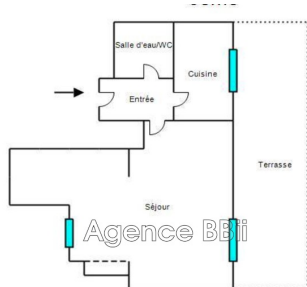 Salle d'eau/WC
Cuisine
Entrée
Terrasse
Séjour
Agence BBii